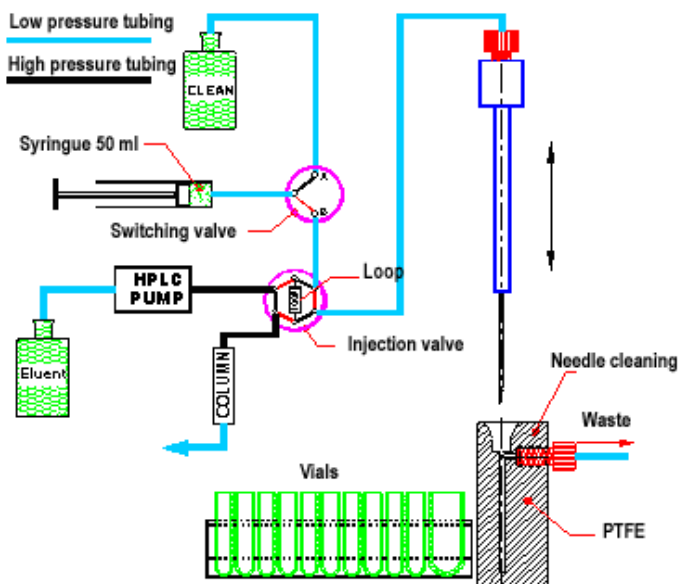 Low pressure tubing
High pressure tubing
CLEAN
Syringue 50 ml
A
B
Switching valve
Loop
HPLC
PUMP
Injection valve
Eluent
COLUMN
Needle cleaning
Waste
Vials
PTFE